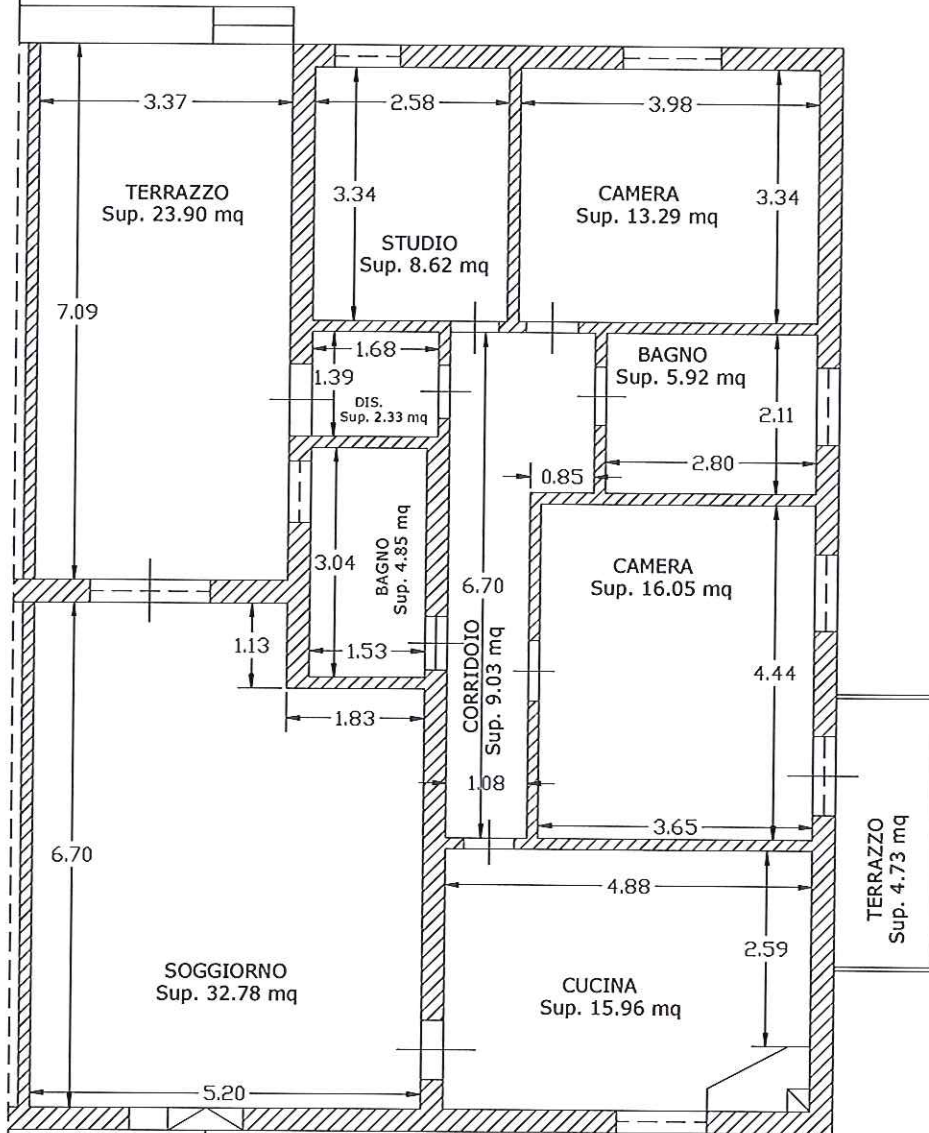 3.37
2.58
3.98
TERRAZZO
Sup. 23.90 mq
3.34
CAMERA
Sup. 13.29 mq
3.34
STUDIO
Sup. 8.62 mq
7.09
1.68
1.39
DIS.
Sup. 2.33 mq
BAGNO
Sup. 5.92 mq
2.11
2.80
0.85
3.04
BAGNO
Sup. 4.85 mq
6.70
CAMERA
Sup. 16.05 mq
1.13
1.53
CORRIDOIO
Sup. 9.03 mq
4.44
1.83
1.08
3.65
6.70
4.88
TERRAZZO
Sup. 4.73 mq
2.59
SOGGIORNO
Sup. 32.78 mq
CUCINA
Sup. 15.96 mq
5.20